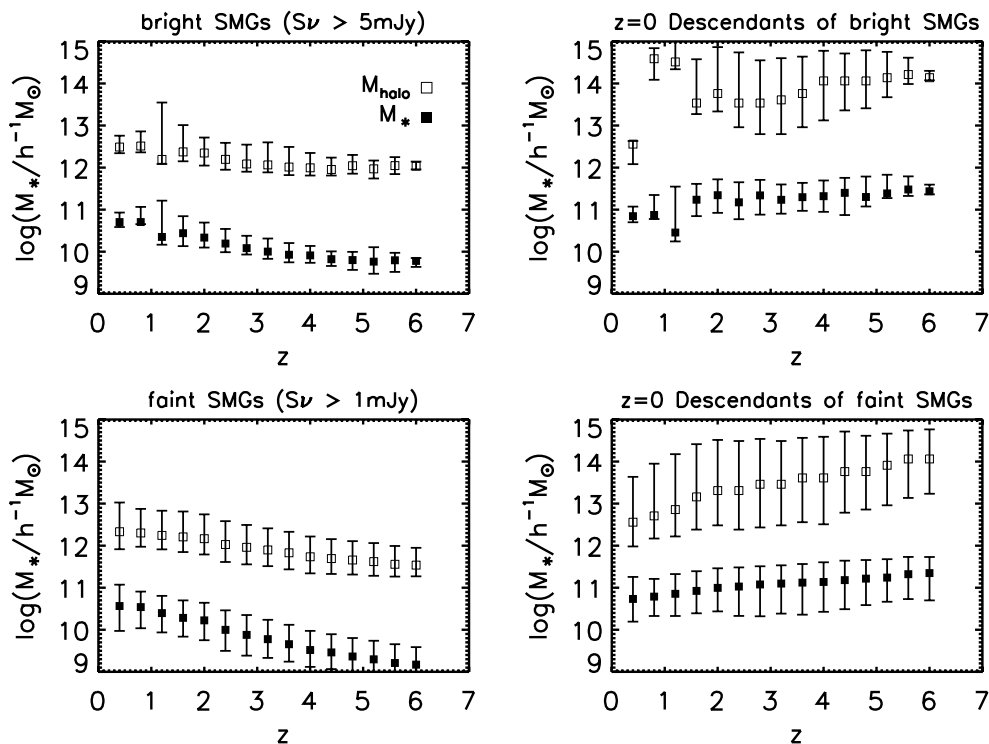 bright SMGs (Sν > 5mJy)
z=0 Descendants of bright SMGs
15
14
13
12
11
10
9
log(M∗/h⁻¹M⊙)
M_halo □
M∗ ■
0 1 2 3 4 5 6 7
z
15
14
13
12
11
10
9
log(M∗/h⁻¹M⊙)
0 1 2 3 4 5 6 7
z
faint SMGs (Sν > 1mJy)
z=0 Descendants of faint SMGs
15
14
13
12
11
10
9
log(M∗/h⁻¹M⊙)
0 1 2 3 4 5 6 7
z
15
14
13
12
11
10
9
log(M∗/h⁻¹M⊙)
0 1 2 3 4 5 6 7
z